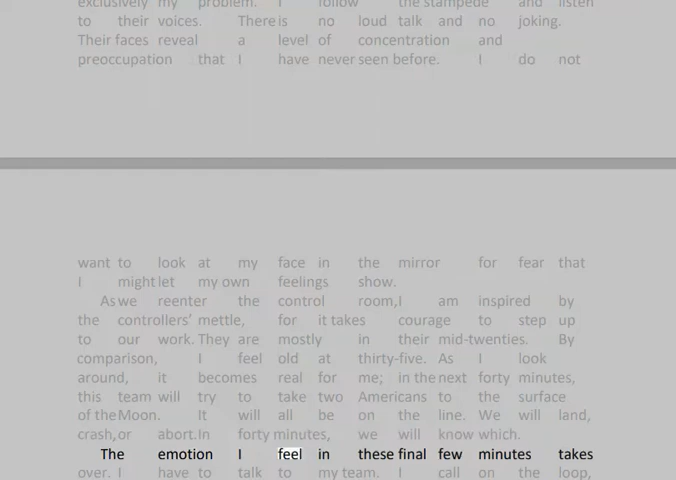 exclusively my problem. I follow the stampede and listen
to their voices. There is no loud talk and no joking.
Their faces reveal a level of concentration and
preoccupation that I have never seen before. I do not
want to look at my face in the mirror for fear that
I might let my own feelings show.
As we reenter the control room, I am inspired by
the controllers’ mettle, for it takes courage to step up
to our work. They are mostly in their mid-twenties. By
comparison, I feel old at thirty-five. As I look
around, it becomes real for me; in the next forty minutes,
this team will try to take two Americans to the surface
of the Moon. It will all be on the line. We will land,
crash, or abort. In forty minutes, we will know which.
The emotion I feel in these final few minutes takes
over. I have to talk to my team. I call on the loop,